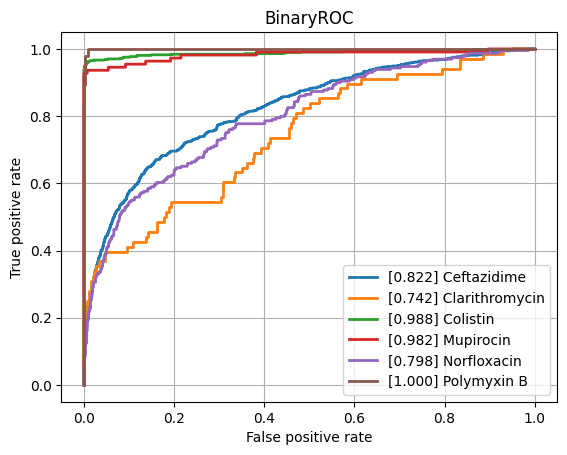 BinaryROC
True positive rate
1.0
0.8
0.6
0.4
0.2
0.0
[0.822] Ceftazidime
[0.742] Clarithromycin
[0.988] Colistin
[0.982] Mupirocin
[0.798] Norfloxacin
[1.000] Polymyxin B
0.0 0.2 0.4 0.6 0.8 1.0
False positive rate